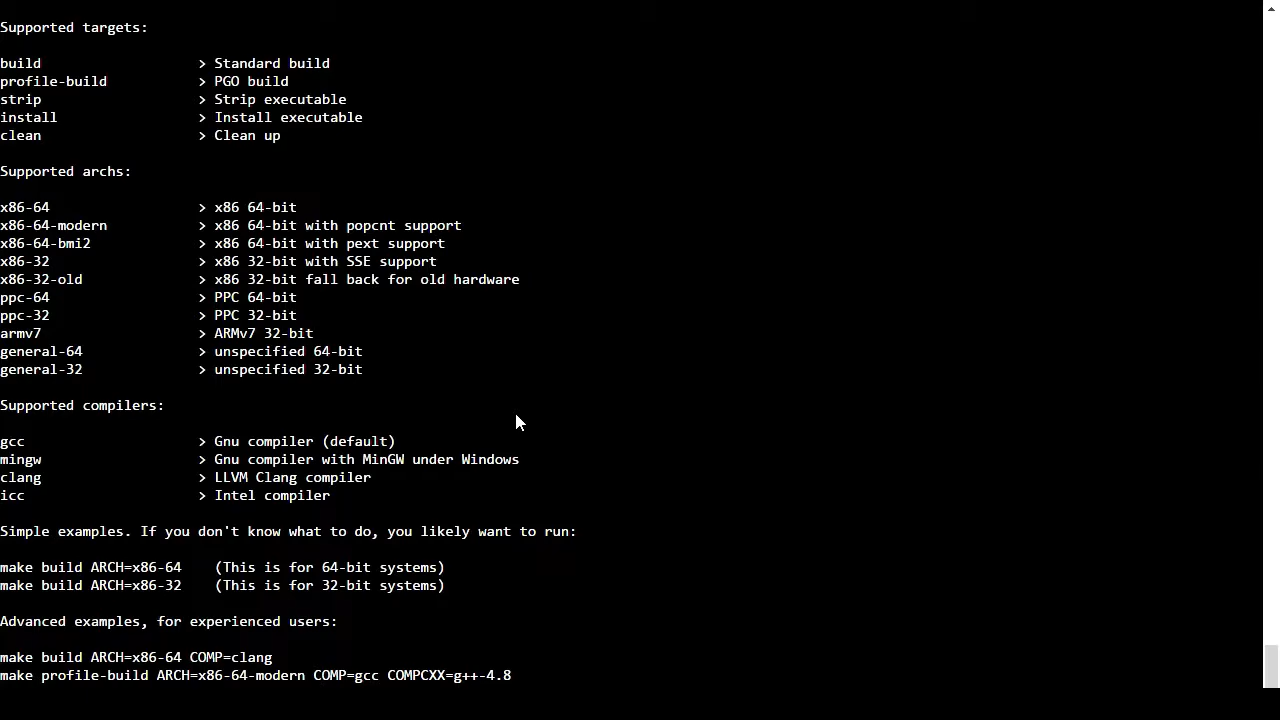 Supported targets:
build > Standard build
profile-build > PGO build
strip > Strip executable
install > Install executable
clean > Clean up
Supported archs:
x86-64 > x86 64-bit
x86-64-modern > x86 64-bit with popcnt support
x86-64-bmi2 > x86 64-bit with pext support
x86-32 > x86 32-bit with SSE support
x86-32-old > x86 32-bit fall back for old hardware
ppc-64 > PPC 64-bit
ppc-32 > PPC 32-bit
armv7 > ARMv7 32-bit
general-64 > unspecified 64-bit
general-32 > unspecified 32-bit
Supported compilers:
gcc > Gnu compiler (default)
mingw > Gnu compiler with MinGW under Windows
clang > LLVM Clang compiler
icc > Intel compiler
Simple examples. If you don't know what to do, you likely want to run:
make build ARCH=x86-64 (This is for 64-bit systems)
make build ARCH=x86-32 (This is for 32-bit systems)
Advanced examples, for experienced users:
make build ARCH=x86-64 COMP=clang
make profile-build ARCH=x86-64-modern COMP=gcc COMPCXX=g++-4.8